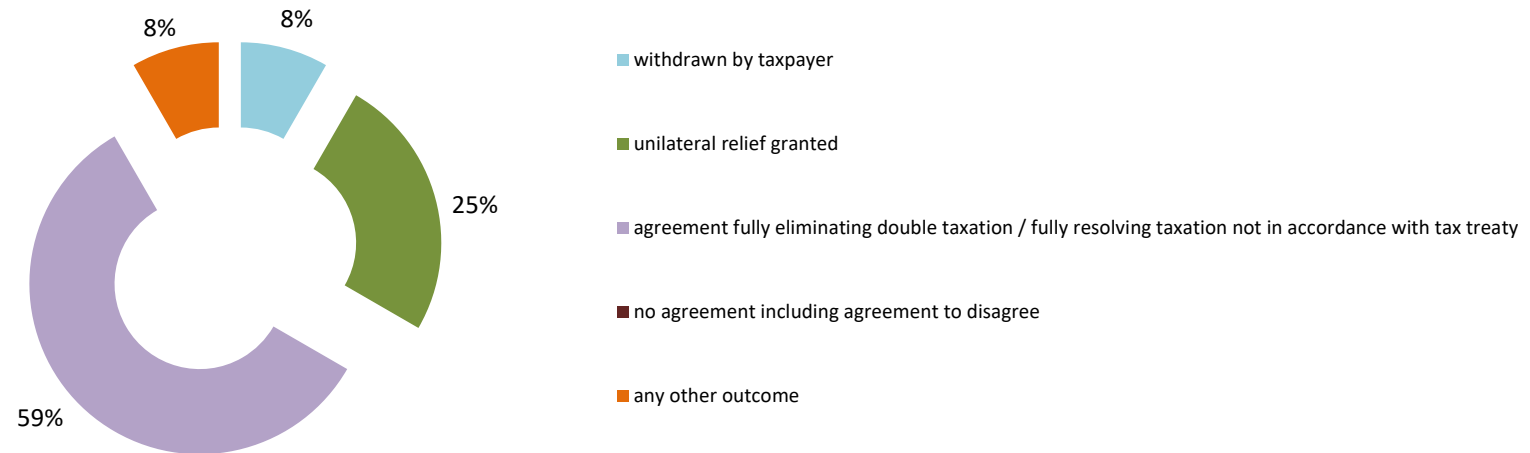 8%
8%
25%
59%
withdrawn by taxpayer
unilateral relief granted
agreement fully eliminating double taxation / fully resolving taxation not in accordance with tax treaty
no agreement including agreement to disagree
any other outcome